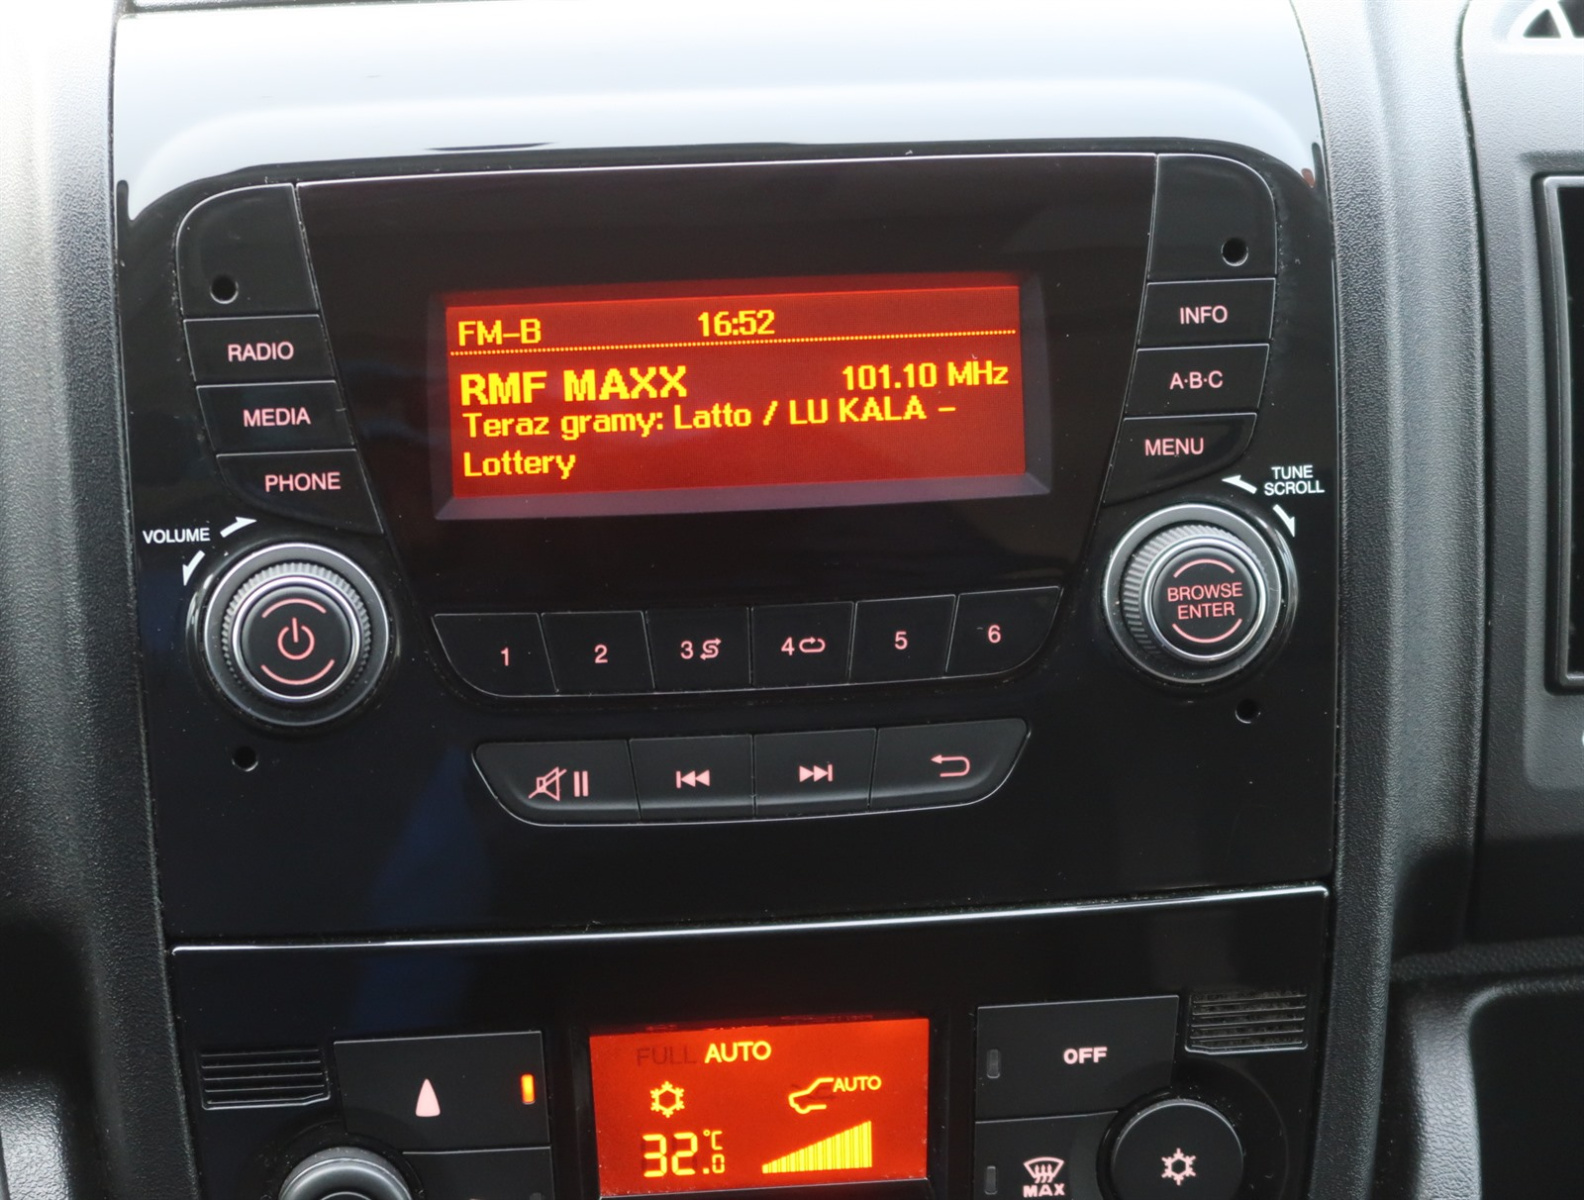 FM-B 16:52
RMF MAXX 101.10 MHz
Teraz gramy: Latto / LU KALA -
Lottery
RADIO
MEDIA
PHONE
VOLUME
INFO
A·B·C
MENU
TUNE
SCROLL
BROWSE
ENTER
1 2 3 4 5 6
FULL AUTO
AUTO
32.0 °C
OFF
MAX